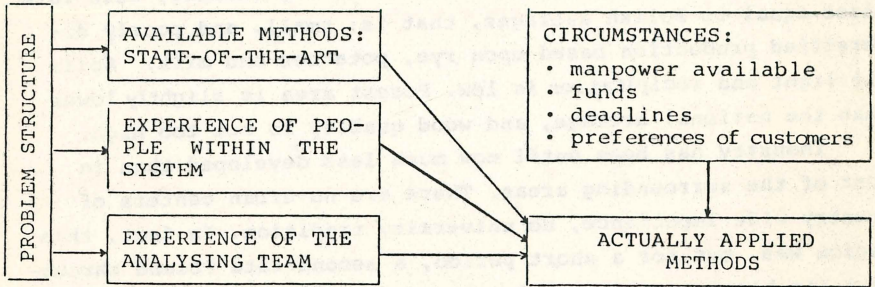 PROBLEM STRUCTURE
AVAILABLE METHODS:
STATE-OF-THE-ART
EXPERIENCE OF PEO-
PLE WITHIN THE
SYSTEM
EXPERIENCE OF THE
ANALYSING TEAM
CIRCUMSTANCES:
· manpower available
· funds
· deadlines
· preferences of customers
ACTUALLY APPLIED
METHODS